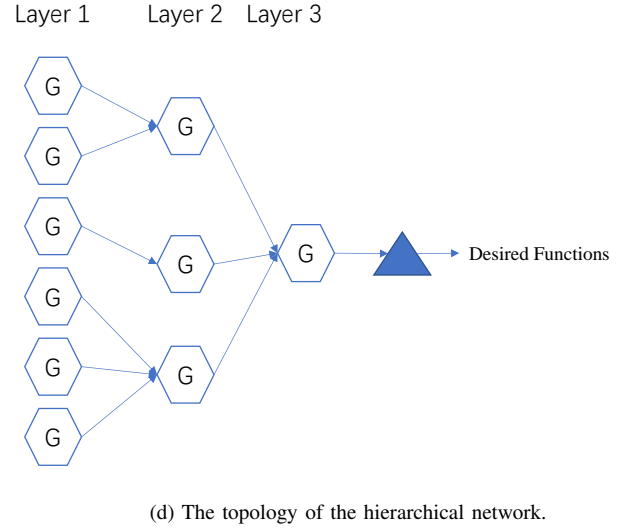 Layer 1 Layer 2 Layer 3
G
G
G
G
G
G
G
G
G
G
Desired Functions
(d) The topology of the hierarchical network.